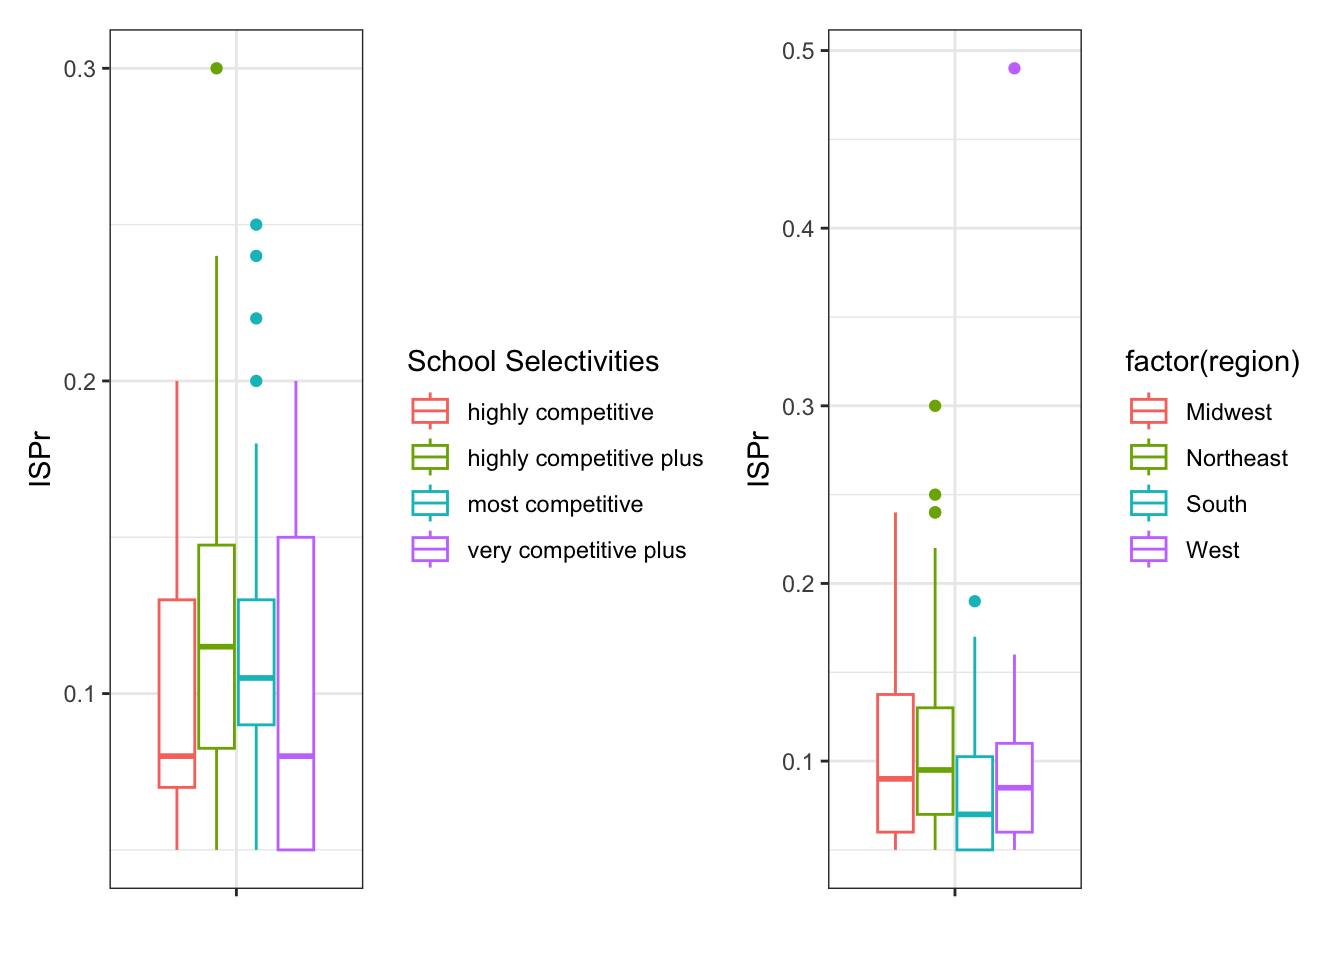 0.3
0.2
0.1
ISPr
School Selectivities
highly competitive
highly competitive plus
most competitive
very competitive plus
0.5
0.4
0.3
0.2
0.1
ISPr
factor(region)
Midwest
Northeast
South
West